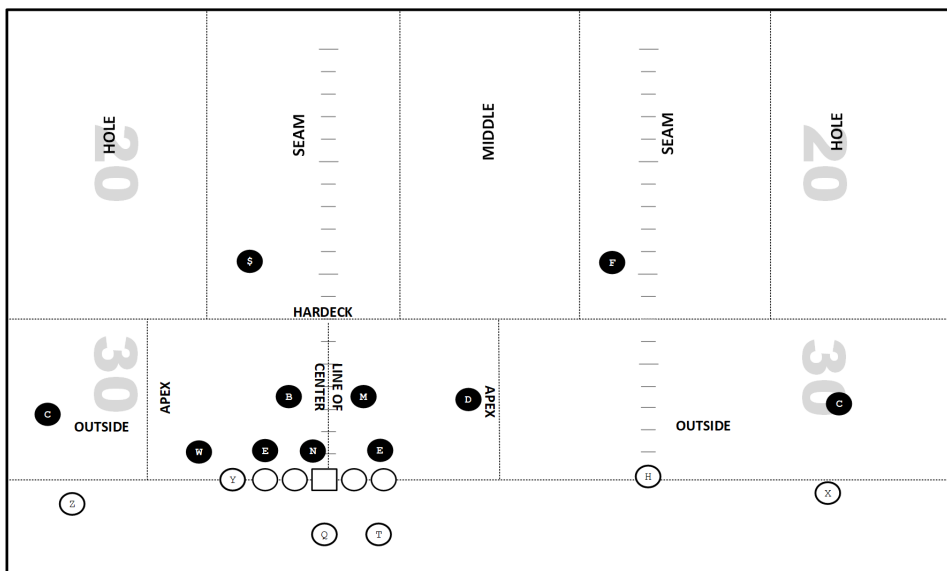 HOLE
SEAM
MIDDLE
SEAM
HOLE
20
20
$
F
HARDECK
30
30
APEX
LINE OF
CENTER
APEX
B
M
D
C
C
OUTSIDE
OUTSIDE
W
E
N
E
Y
H
Z
X
Q
T